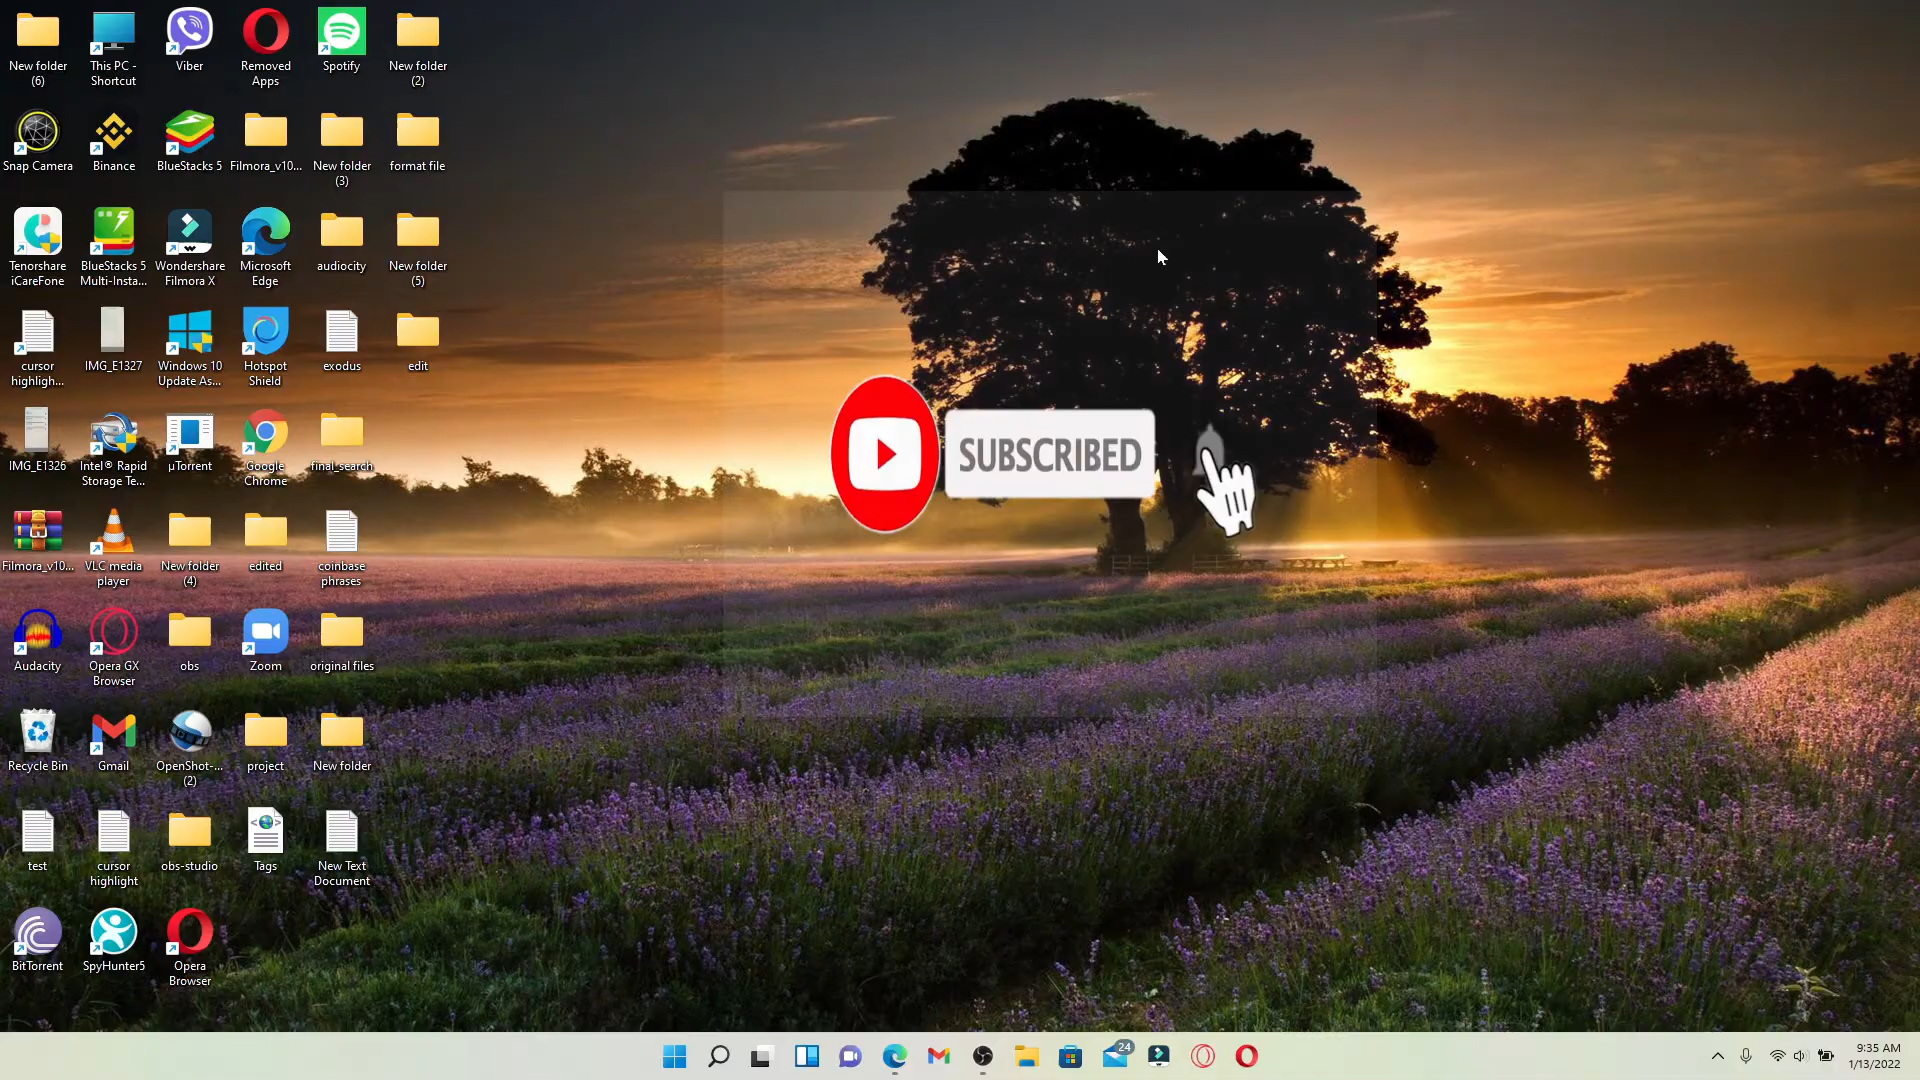 New folder
(6)
This PC -
Shortcut
Viber
Removed
Apps
Spotify
New folder
(2)
Snap Camera
Binance
BlueStacks 5
Filmora_v10...
New folder
(3)
format file
Tenorshare
iCareFone
BlueStacks 5
Multi-Insta...
Wondershare
Filmora X
Microsoft
Edge
audiocity
New folder
(5)
cursor
highligh...
IMG_E1327
Windows 10
Update As...
Hotspot
Shield
exodus
edit
IMG_E1326
Intel® Rapid
Storage Te...
µTorrent
Google
Chrome
final_search
SUBSCRIBED
Filmora_v10...
VLC media
player
New folder
(4)
edited
coinbase
phrases
Audacity
Opera GX
Browser
obs
Zoom
original files
Recycle Bin
Gmail
OpenShot-...
(2)
project
New folder
test
cursor
highlight
obs-studio
Tags
New Text
Document
BitTorrent
SpyHunter5
Opera
Browser
24
9:35 AM
1/13/2022